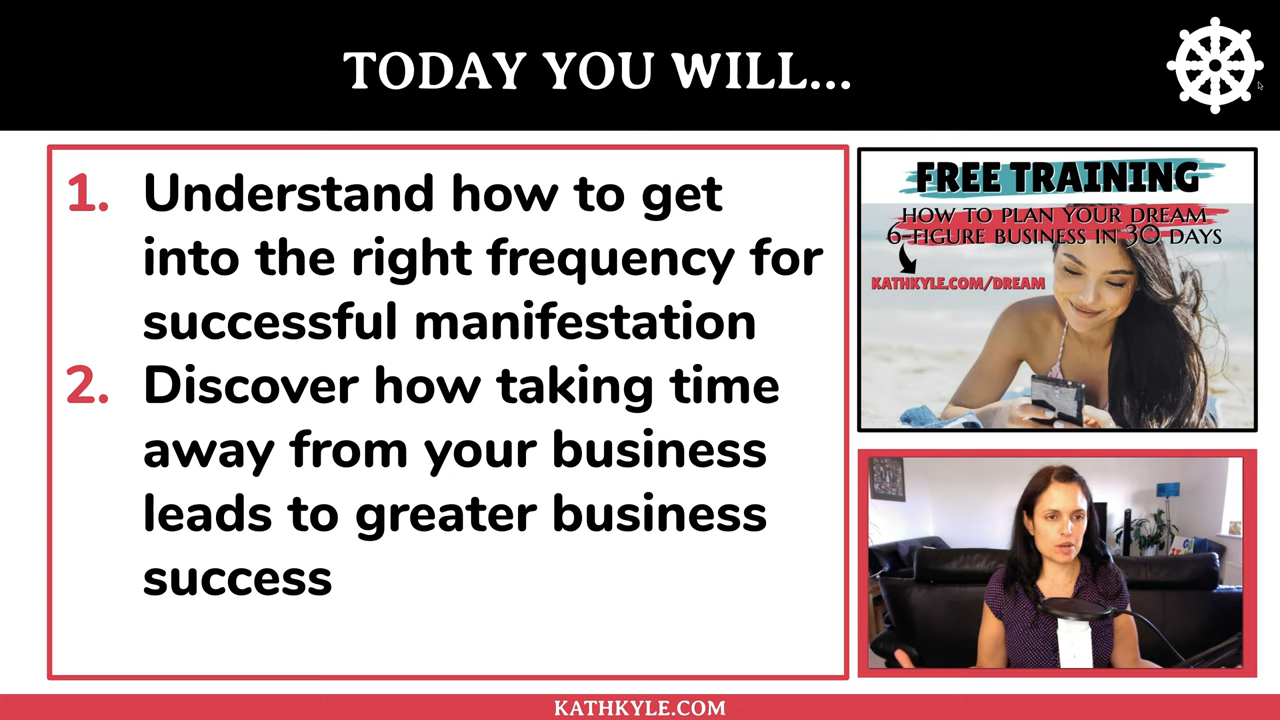 TODAY YOU WILL...
1. Understand how to get
into the right frequency for
successful manifestation
2. Discover how taking time
away from your business
leads to greater business
success
FREE TRAINING
HOW TO PLAN YOUR DREAM
6-FIGURE BUSINESS IN 30 DAYS
KATHKYLE.COM/DREAM
KATHKYLE.COM